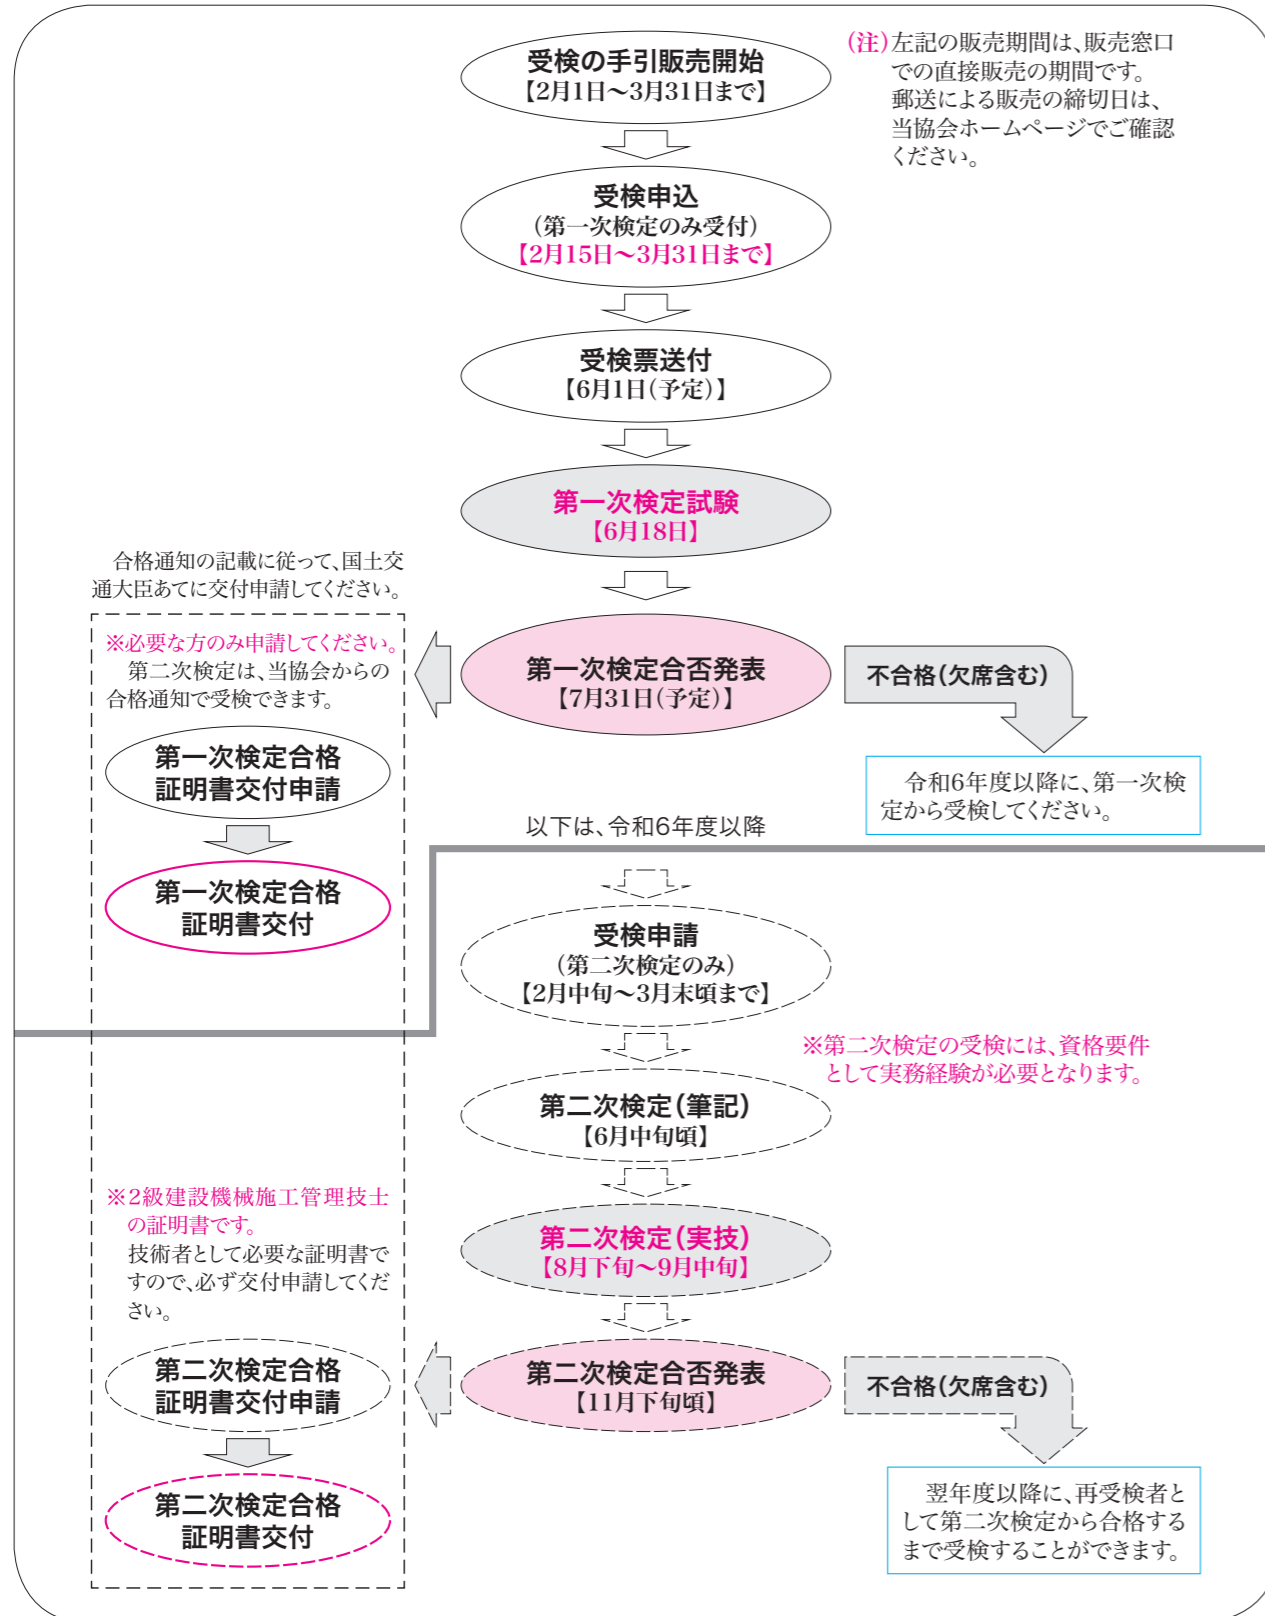 受検の手引販売開始
【2月1日～3月31日まで】
(注)左記の販売期間は、販売窓口
での直接販売の期間です。
郵送による販売の締切日は、
当協会ホームページでご確認
ください。
受検申込
(第一次検定のみ受付)
【2月15日～3月31日まで】
受検票送付
【6月1日(予定)】
第一次検定試験
【6月18日】
合格通知の記載に従って、国土交
通大臣あてに交付申請してください。
※必要な方のみ申請してください。
第二次検定は、当協会からの
合格通知で受検できます。
第一次検定合否発表
【7月31日(予定)】
不合格(欠席含む)
令和6年度以降に、第一次検
定から受検してください。
第一次検定合格
証明書交付申請
第一次検定合格
証明書交付
以下は、令和6年度以降
受検申請
(第二次検定のみ)
【2月中旬～3月末頃まで】
※第二次検定の受検には、資格要件
として実務経験が必要となります。
第二次検定(筆記)
【6月中旬頃】
※2級建設機械施工管理技士
の証明書です。
技術者として必要な証明書で
すので、必ず交付申請してくだ
さい。
第二次検定(実技)
【8月下旬～9月中旬】
第二次検定合否発表
【11月下旬頃】
不合格(欠席含む)
翌年度以降に、再受検者と
して第二次検定から合格する
まで受検することができます。
第二次検定合格
証明書交付申請
第二次検定合格
証明書交付